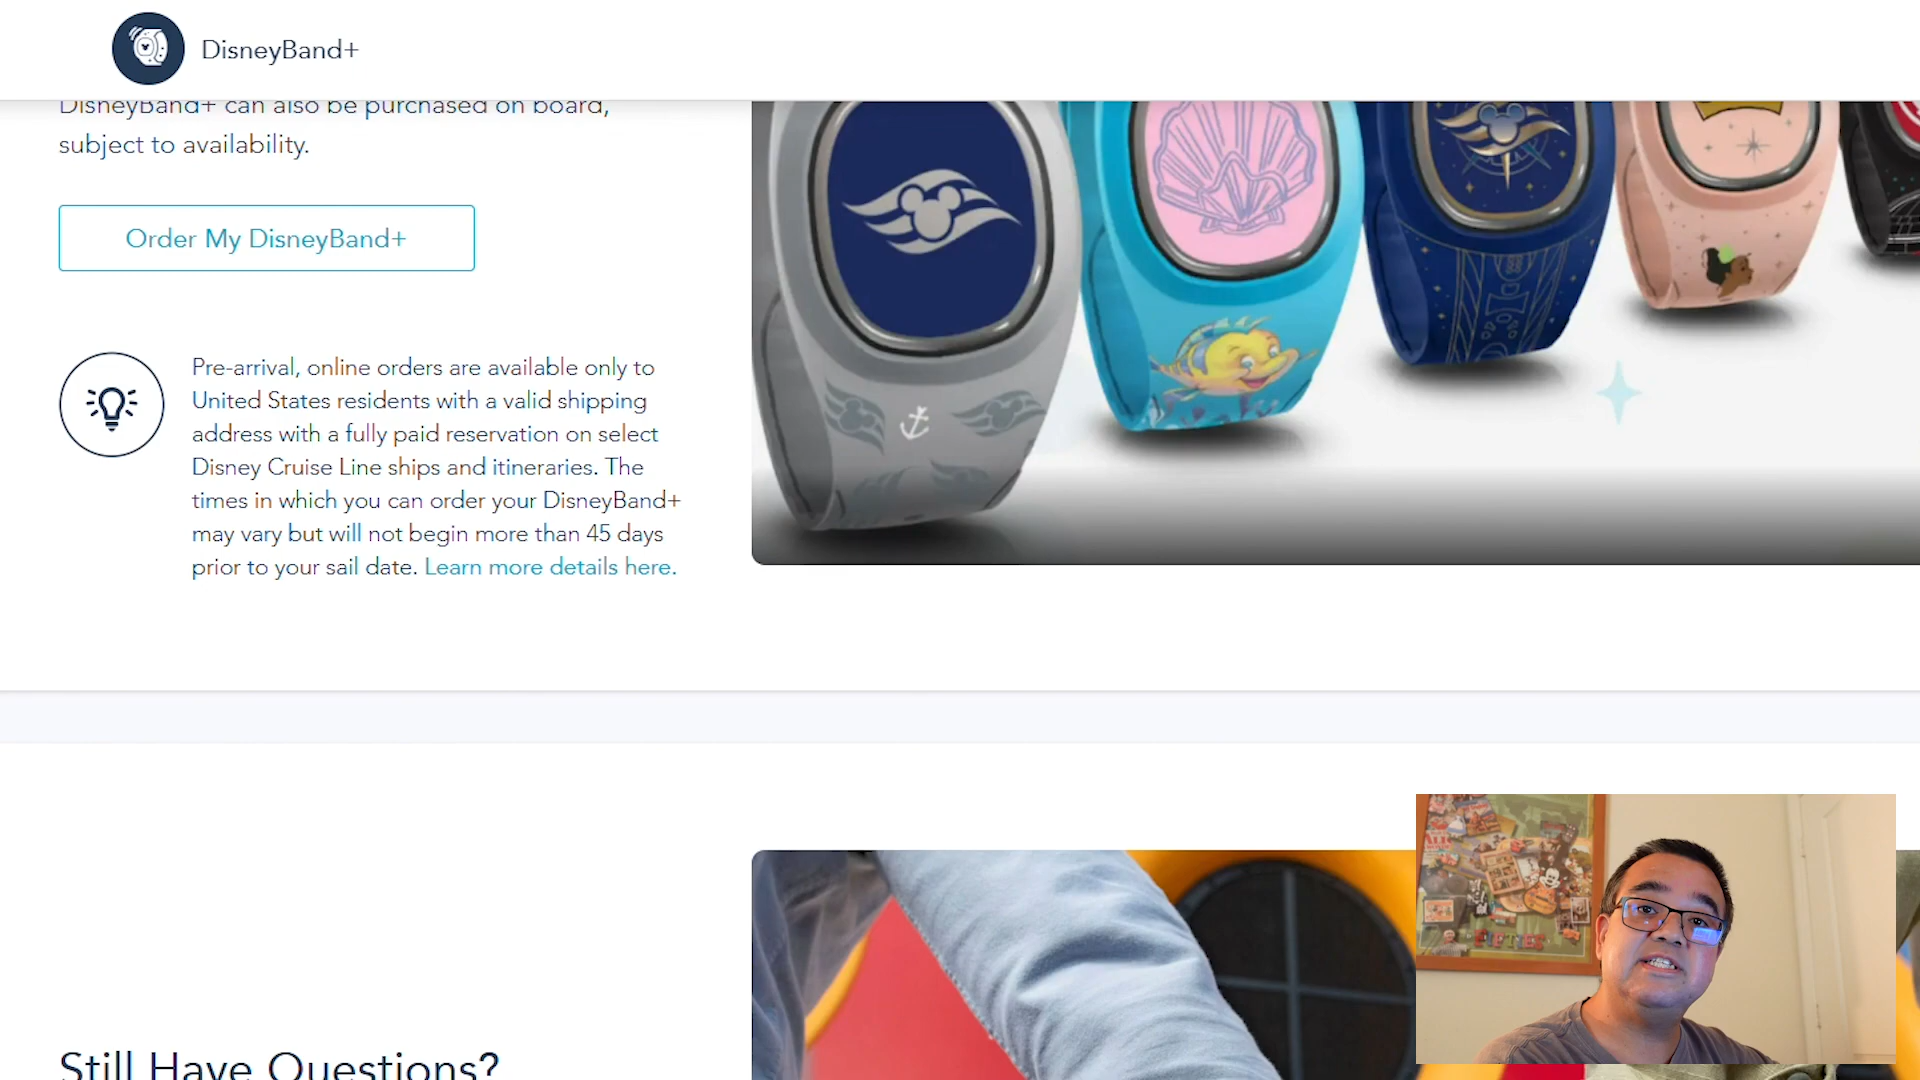 DisneyBand+
DisneyBand+ can also be purchased on board,
subject to availability.
Order My DisneyBand+
Pre-arrival, online orders are available only to
United States residents with a valid shipping
address with a fully paid reservation on select
Disney Cruise Line ships and itineraries. The
times in which you can order your DisneyBand+
may vary but will not begin more than 45 days
prior to your sail date. Learn more details here.
Still Have Questions?
FIFTIES